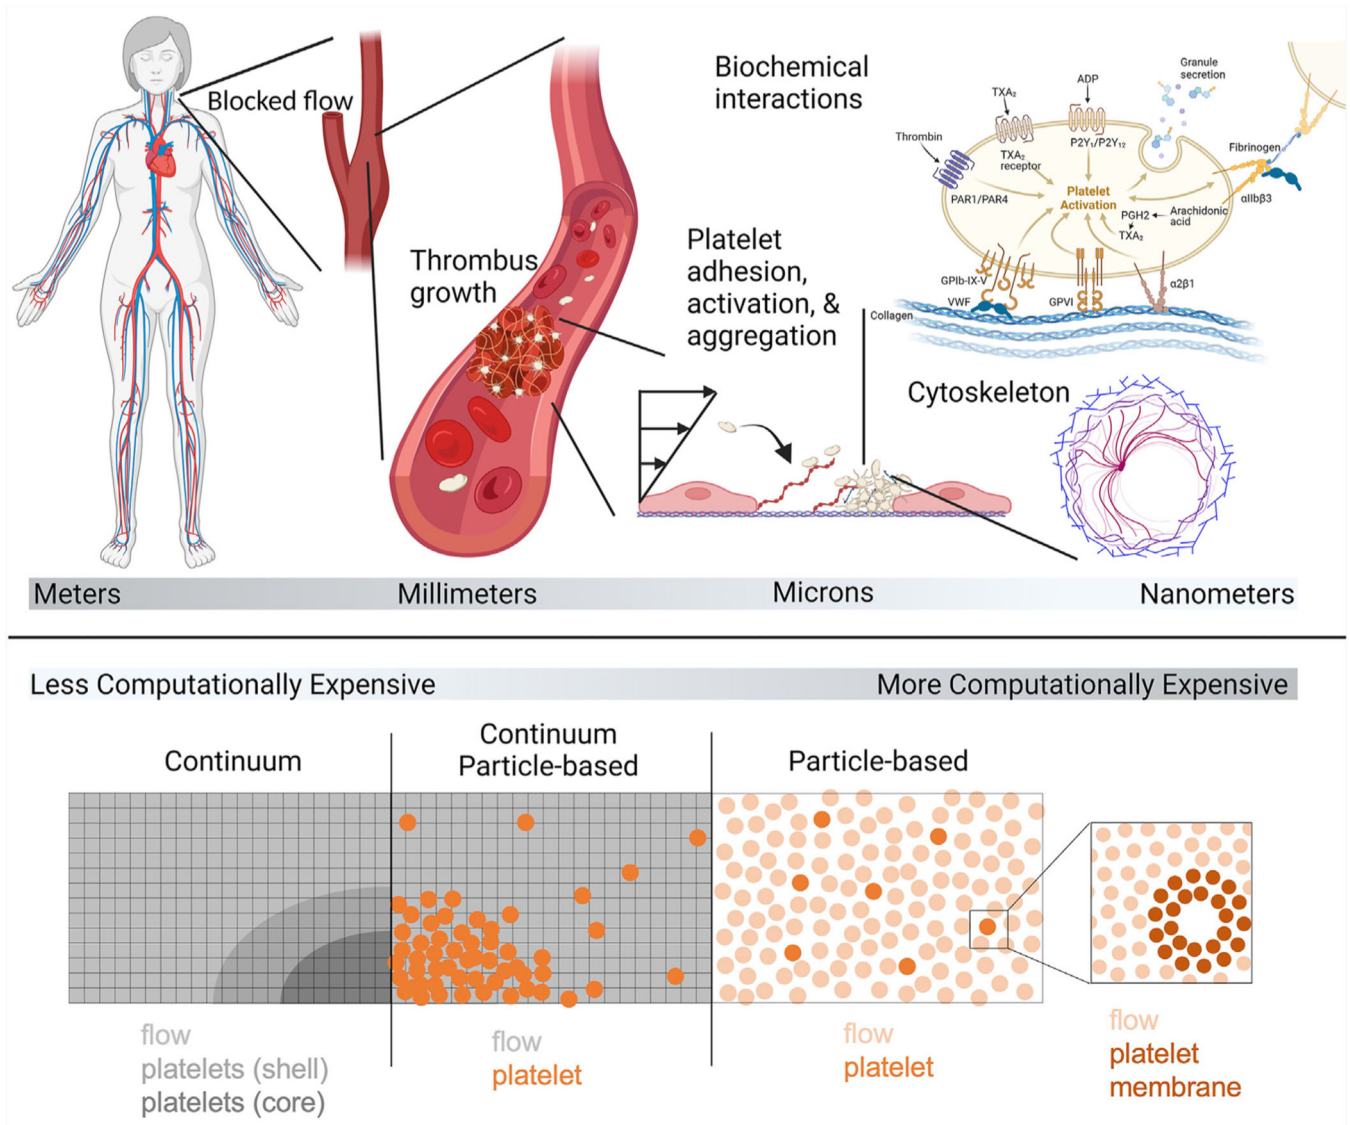 Blocked flow
Thrombus
growth
Biochemical
interactions
Platelet
adhesion,
activation, &
aggregation
TXA₂
ADP
Granule
secretion
Thrombin
TXA₂
receptor
P2Y₁/P2Y₁₂
Fibrinogen
PAR1/PAR4
Platelet
Activation
αIIbβ3
PGH2
Arachidonic
acid
TXA₂
GPIb-IX-V
VWF
GPVI
α2β1
Collagen
Cytoskeleton
Meters
Millimeters
Microns
Nanometers
Less Computationally Expensive
More Computationally Expensive
Continuum
Continuum
Particle-based
Particle-based
flow
platelets (shell)
platelets (core)
flow
platelet
flow
platelet
flow
platelet
membrane